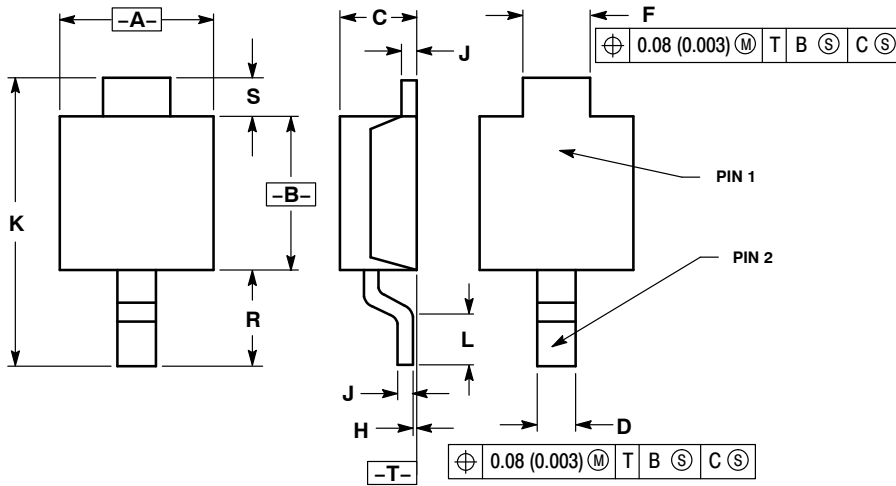 –A–
C
F
⌖ 0.08 (0.003) Ⓜ T B Ⓢ C Ⓢ
J
S
K
–B–
PIN 1
PIN 2
R
L
J
H
D
⌖ 0.08 (0.003) Ⓜ T B Ⓢ C Ⓢ
–T–